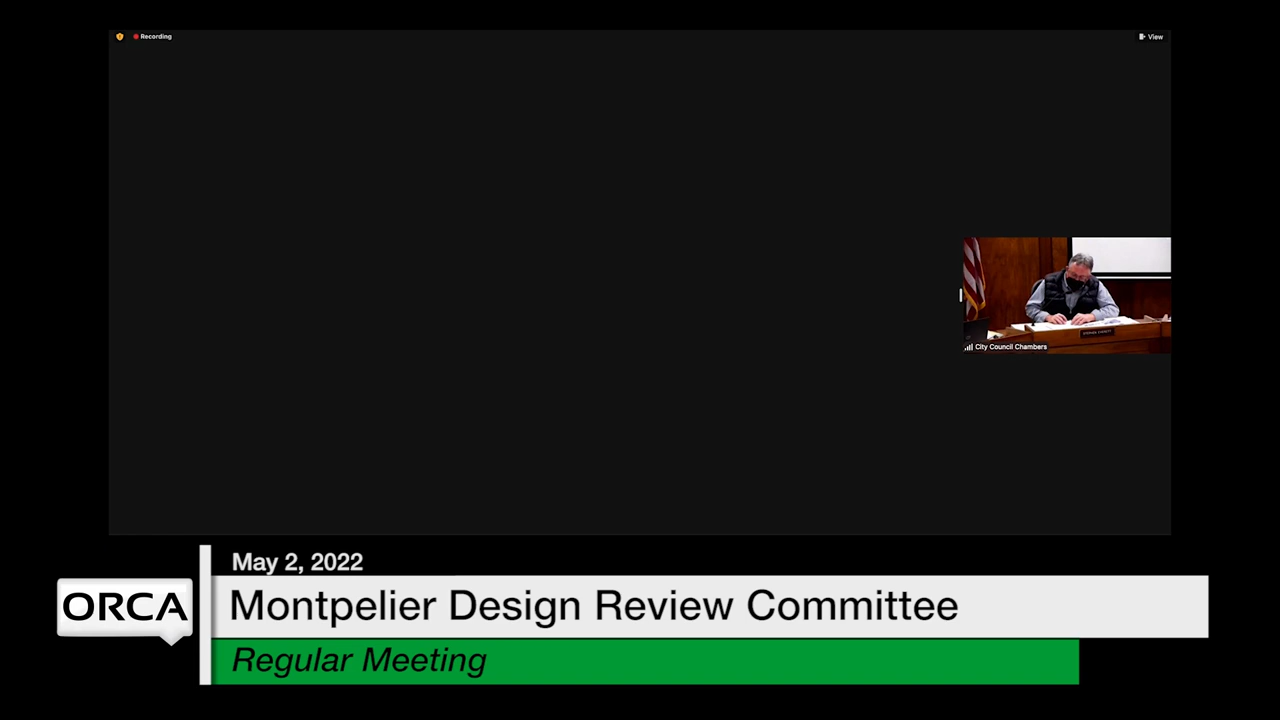 Recording
View
City Council Chambers
May 2, 2022
ORCA
Montpelier Design Review Committee
Regular Meeting